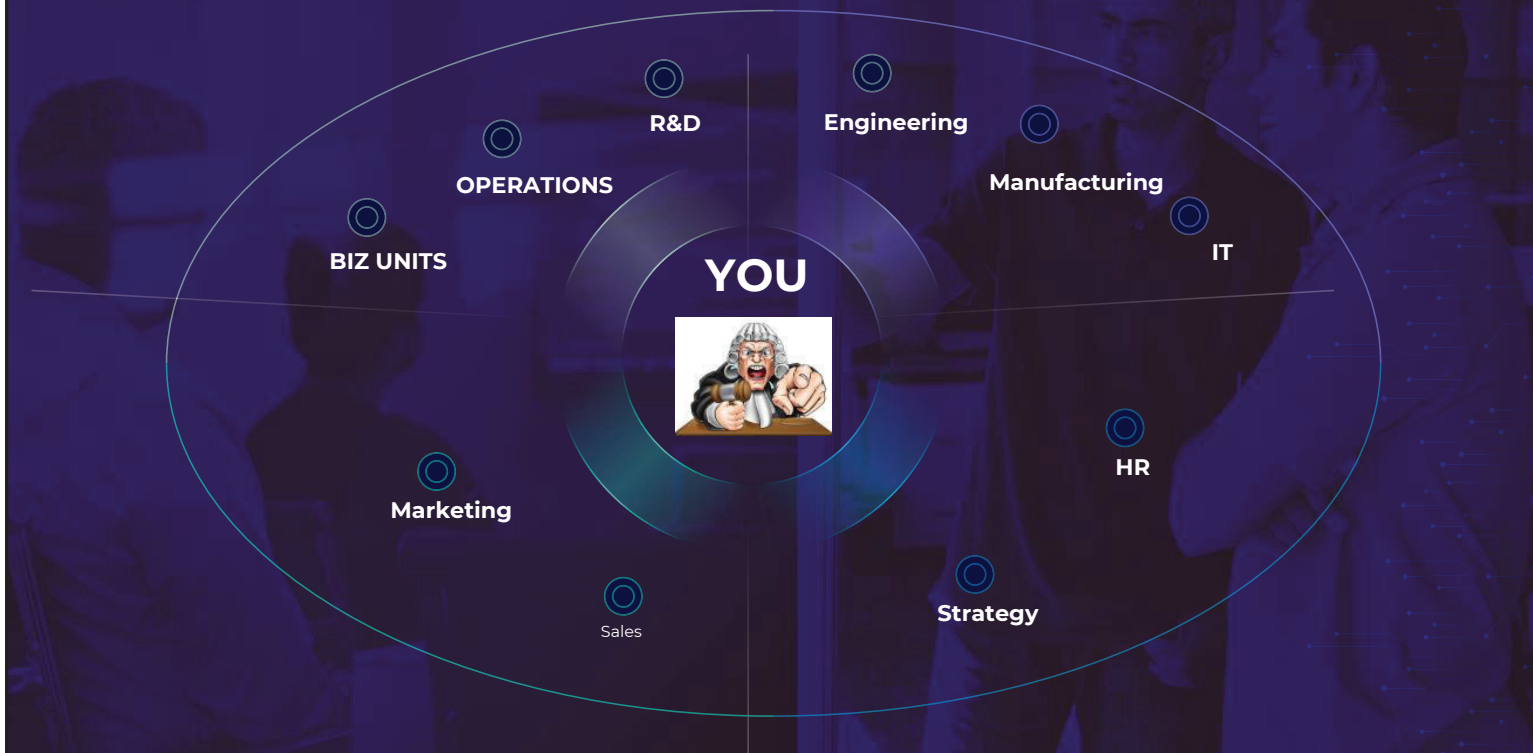 R&D
Engineering
OPERATIONS
Manufacturing
BIZ UNITS
IT
YOU
HR
Marketing
Strategy
Sales